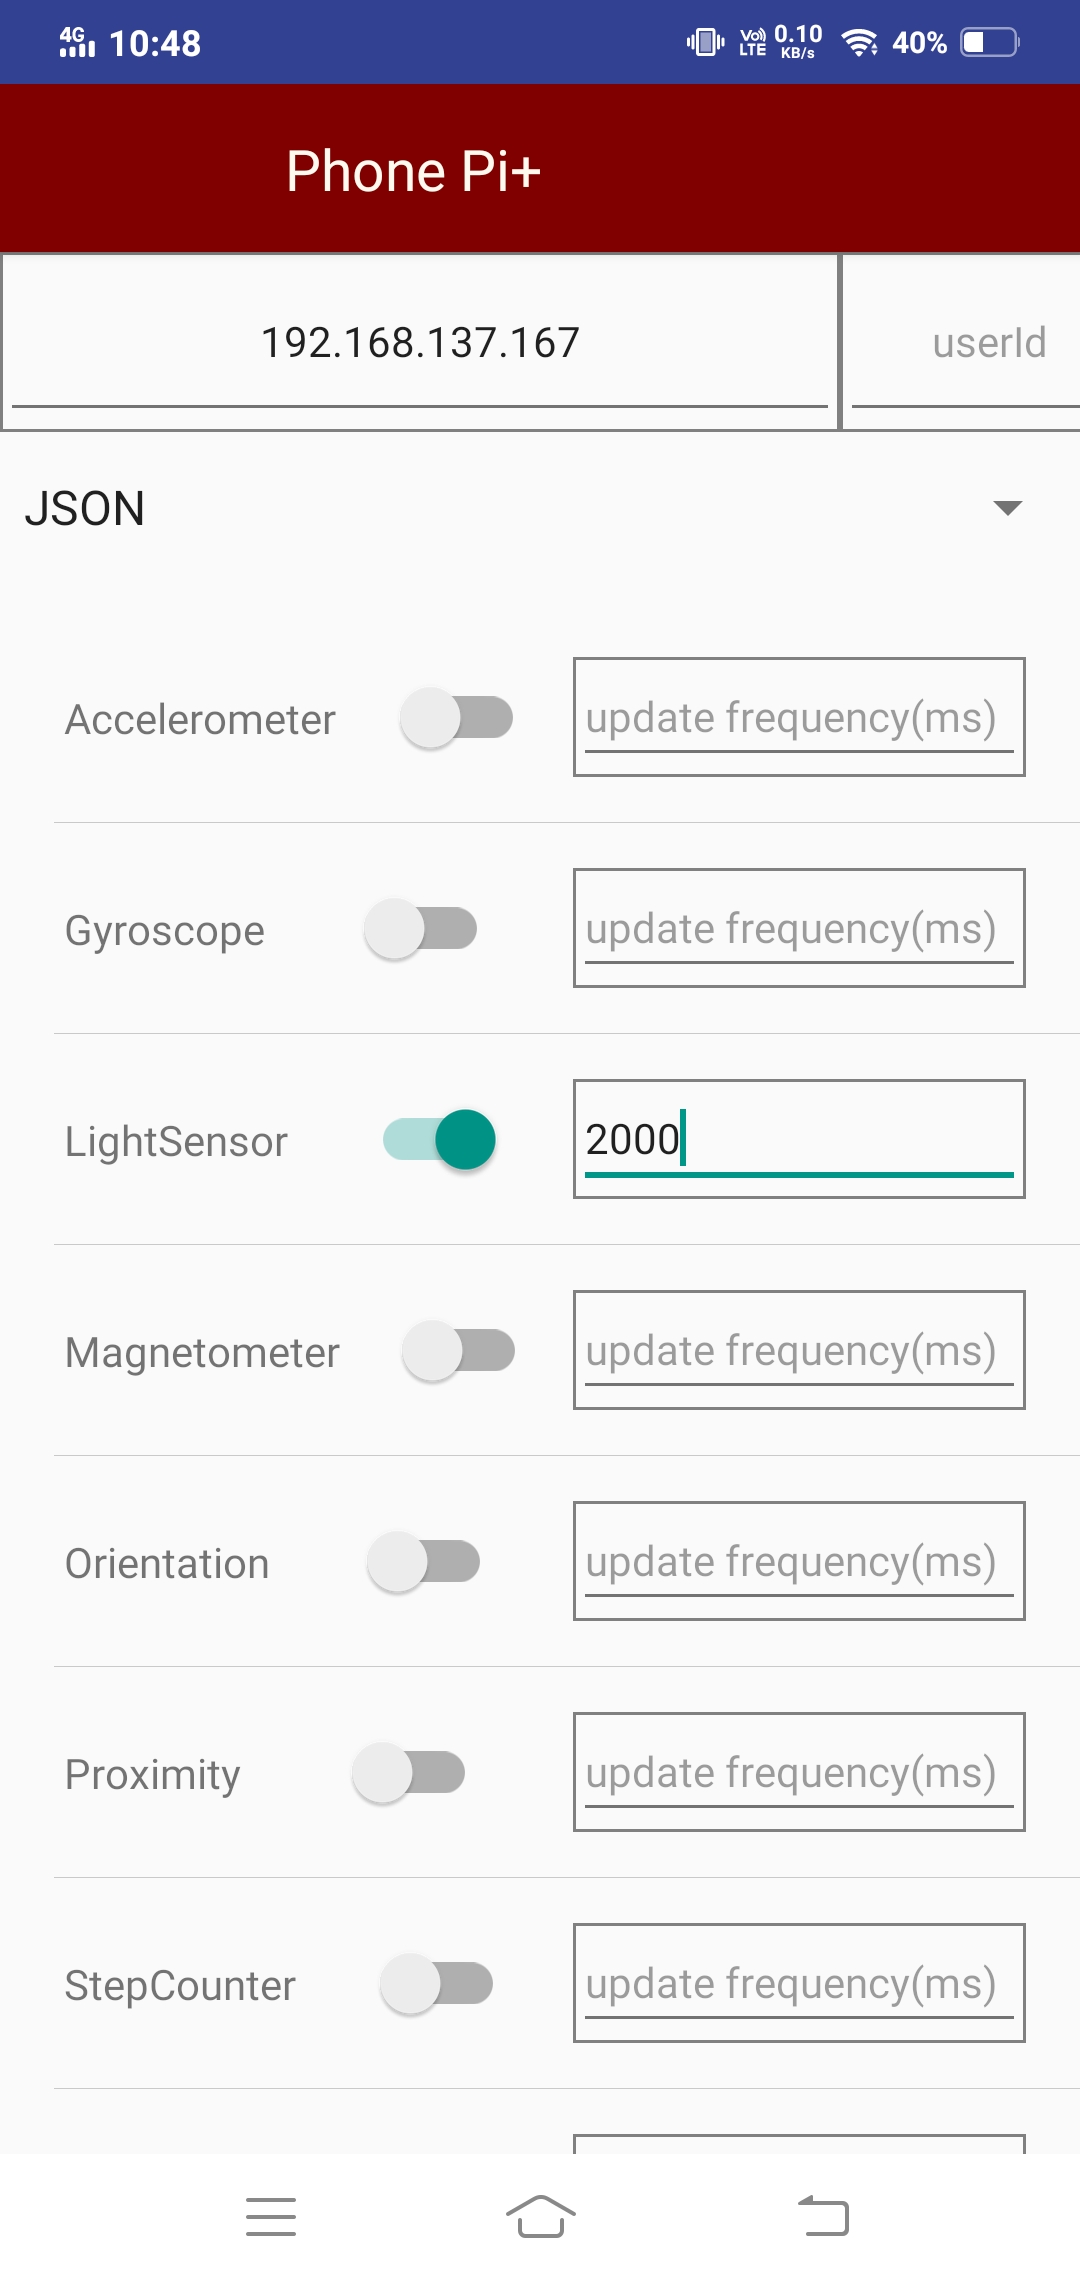 4G 10:48 Vo) LTE 0.10 KB/s 40%
Phone Pi+
192.168.137.167 userId
JSON
Accelerometer update frequency(ms)
Gyroscope update frequency(ms)
LightSensor 2000
Magnetometer update frequency(ms)
Orientation update frequency(ms)
Proximity update frequency(ms)
StepCounter update frequency(ms)